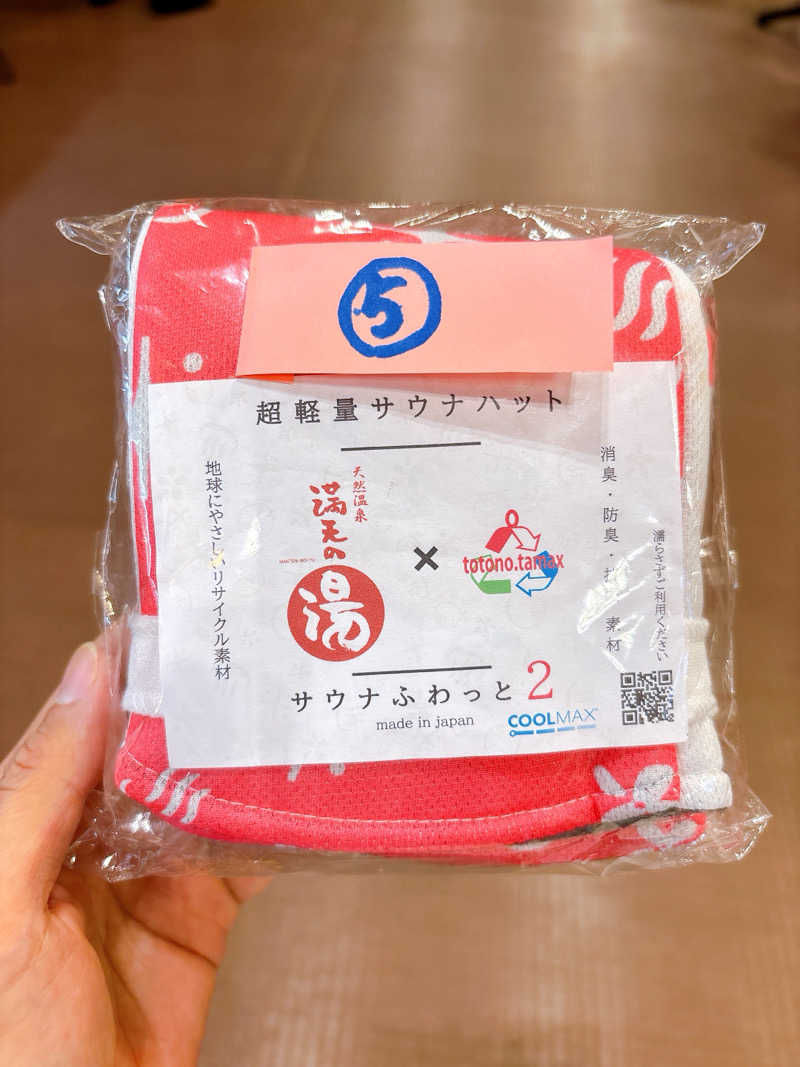 5
超軽量サウナハット
地球にやさしいリサイクル素材
天然温泉
満天の
湯
×
totono.tamax
消臭・防臭・
素材
濡らさずご利用ください
サウナふわっと2
made in japan
COOLMAX